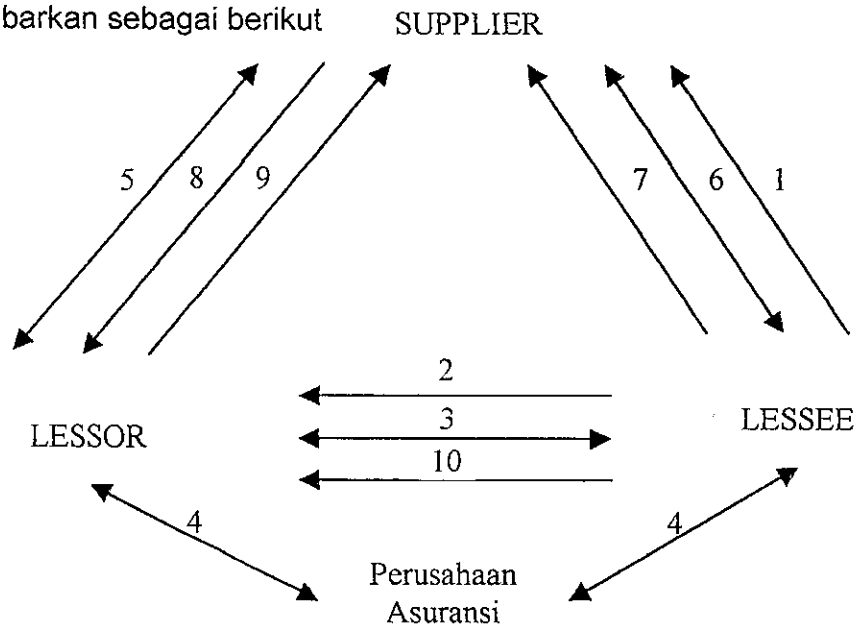 barkan sebagai berikut
SUPPLIER
5 8 9 7 6 1
2
LESSOR 3 LESSEE
10
4 4
Perusahaan
Asuransi